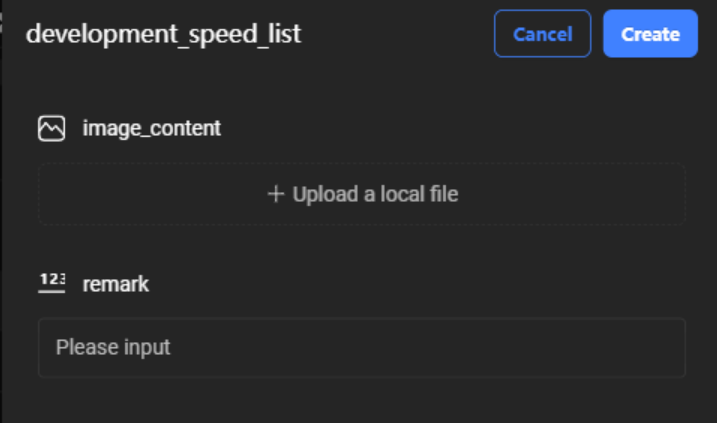 development_speed_list
Cancel
Create
image_content
+ Upload a local file
123
remark
Please input